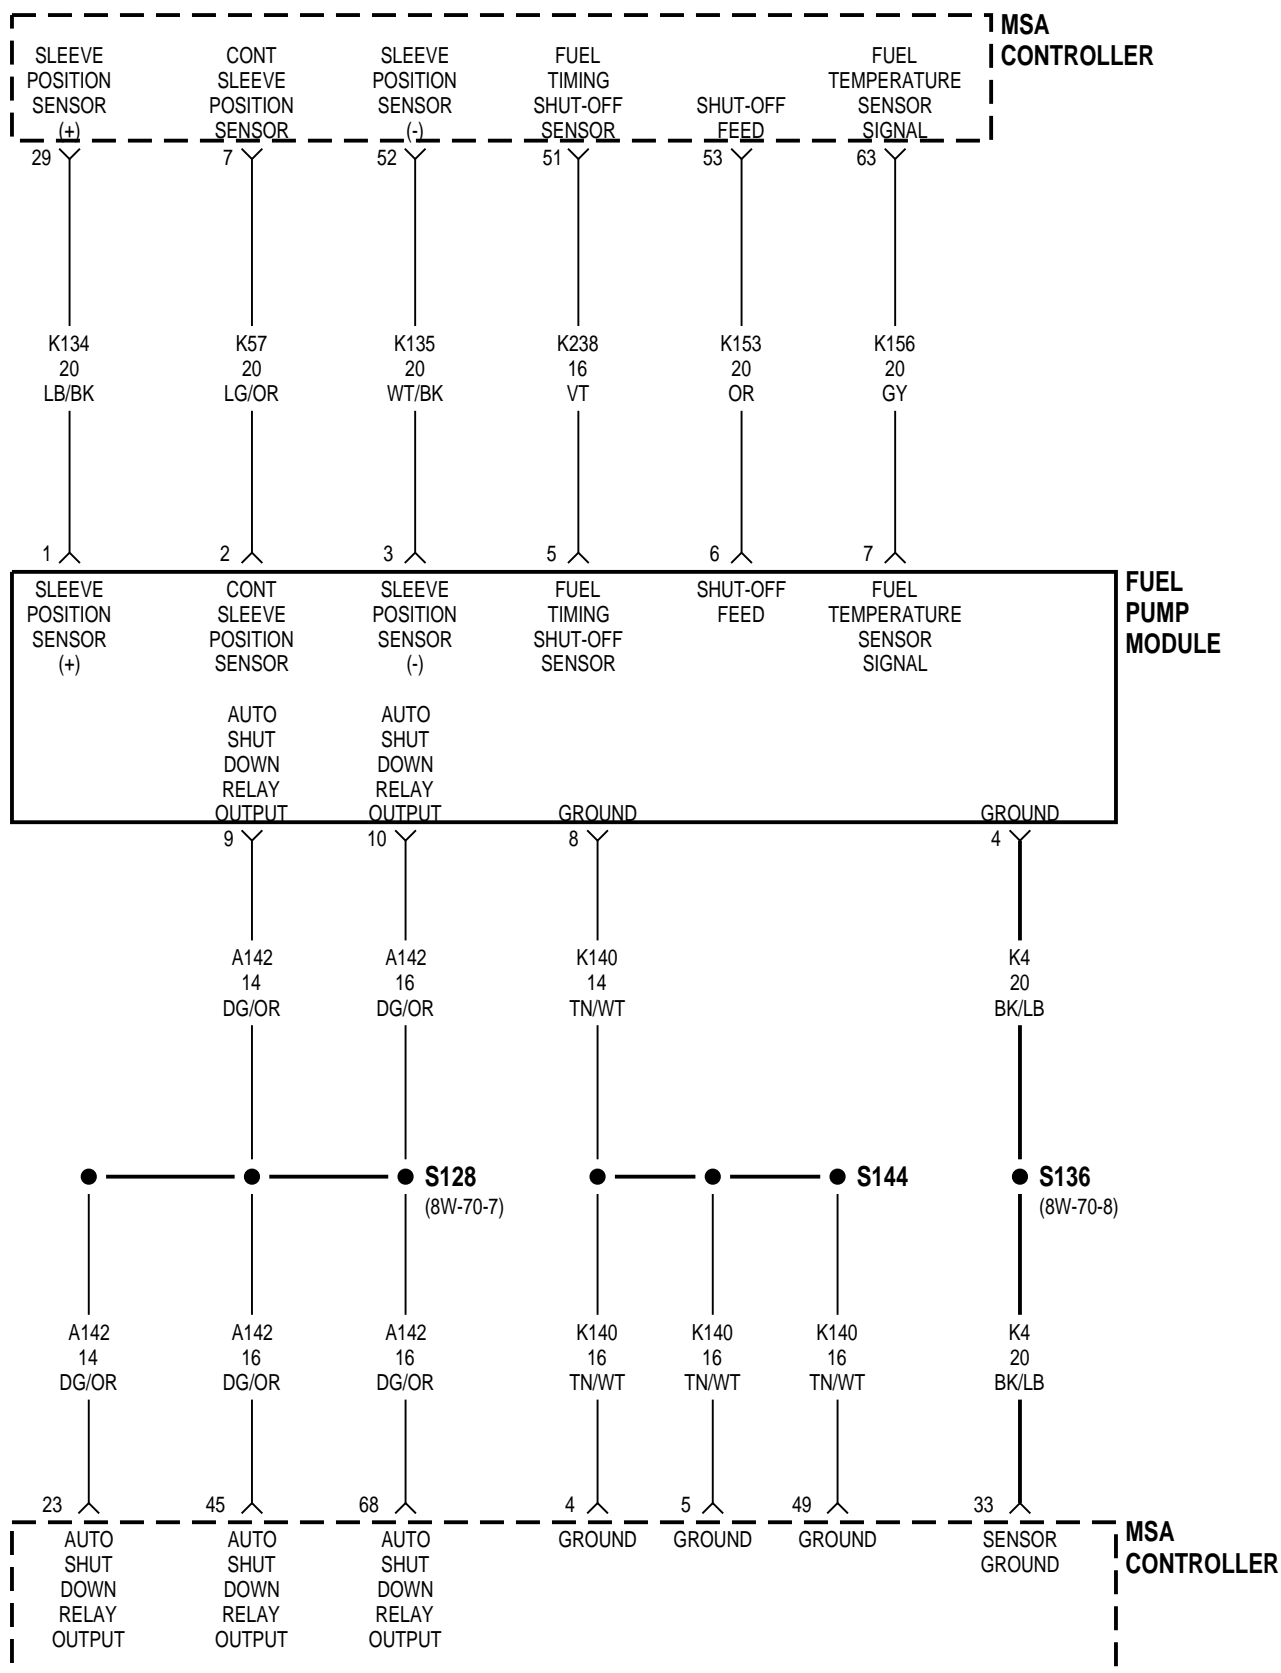 MSA
CONTROLLER
SLEEVE
POSITION
SENSOR
(+)
CONT
SLEEVE
POSITION
SENSOR
SLEEVE
POSITION
SENSOR
(-)
FUEL
TIMING
SHUT-OFF
SENSOR
SHUT-OFF
FEED
FUEL
TEMPERATURE
SENSOR
SIGNAL
29
7
52
51
53
63
K134
20
LB/BK
K57
20
LG/OR
K135
20
WT/BK
K238
16
VT
K153
20
OR
K156
20
GY
1
2
3
5
6
7
FUEL
PUMP
MODULE
SLEEVE
POSITION
SENSOR
(+)
CONT
SLEEVE
POSITION
SENSOR
SLEEVE
POSITION
SENSOR
(-)
FUEL
TIMING
SHUT-OFF
SENSOR
SHUT-OFF
FEED
FUEL
TEMPERATURE
SENSOR
SIGNAL
AUTO
SHUT
DOWN
RELAY
OUTPUT
AUTO
SHUT
DOWN
RELAY
OUTPUT
GROUND
GROUND
9
10
8
4
A142
14
DG/OR
A142
16
DG/OR
K140
14
TN/WT
K4
20
BK/LB
S128
(8W-70-7)
S144
S136
(8W-70-8)
A142
14
DG/OR
A142
16
DG/OR
A142
16
DG/OR
K140
16
TN/WT
K140
16
TN/WT
K140
16
TN/WT
K4
20
BK/LB
23
45
68
4
5
49
33
AUTO
SHUT
DOWN
RELAY
OUTPUT
AUTO
SHUT
DOWN
RELAY
OUTPUT
AUTO
SHUT
DOWN
RELAY
OUTPUT
GROUND
GROUND
GROUND
SENSOR
GROUND
MSA
CONTROLLER